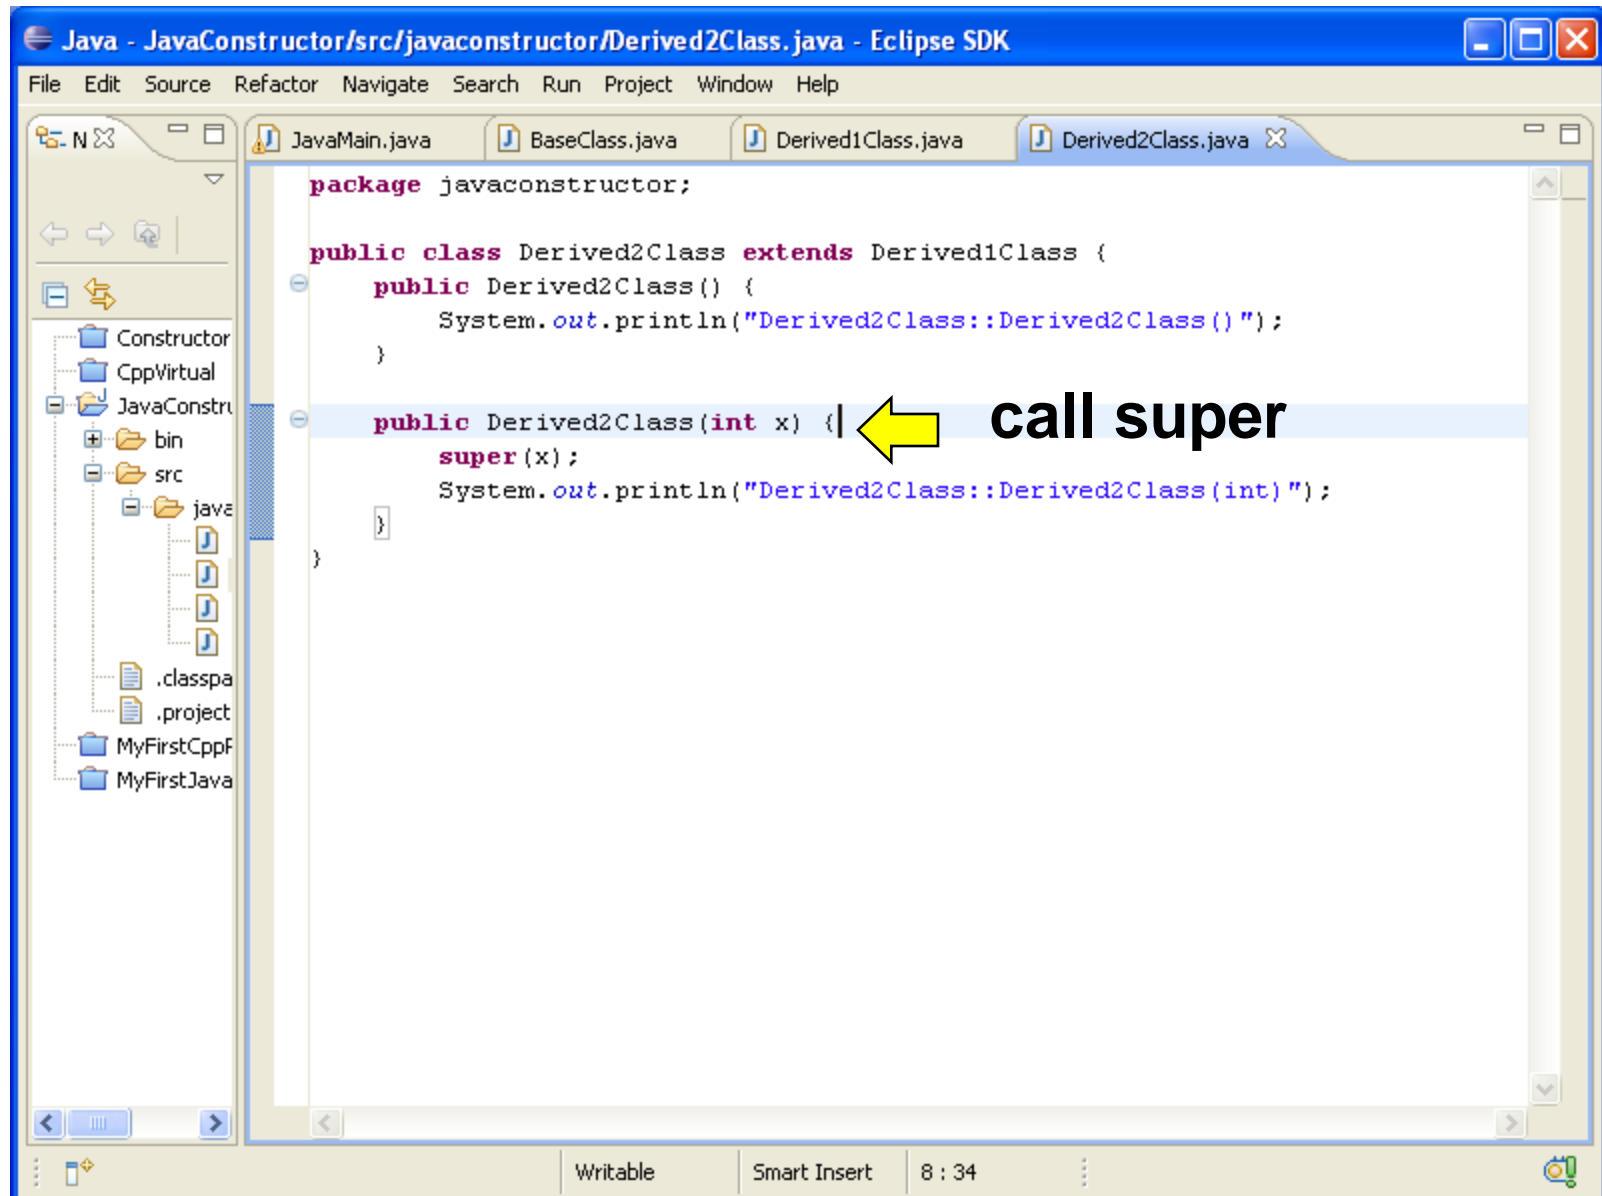 Java - JavaConstructor/src/javaconstructor/Derived2Class.java - Eclipse SDK
File Edit Source Refactor Navigate Search Run Project Window Help
N JavaMain.java BaseClass.java Derived1Class.java Derived2Class.java
package javaconstructor;
public class Derived2Class extends Derived1Class {
public Derived2Class() {
System.out.println("Derived2Class::Derived2Class()");
}
public Derived2Class(int x) {
call super
super(x);
System.out.println("Derived2Class::Derived2Class(int)");
}
}
Constructor
CppVirtual
JavaConstru
bin
src
java
.classpa
.project
MyFirstCppP
MyFirstJava
Writable Smart Insert 8 : 34